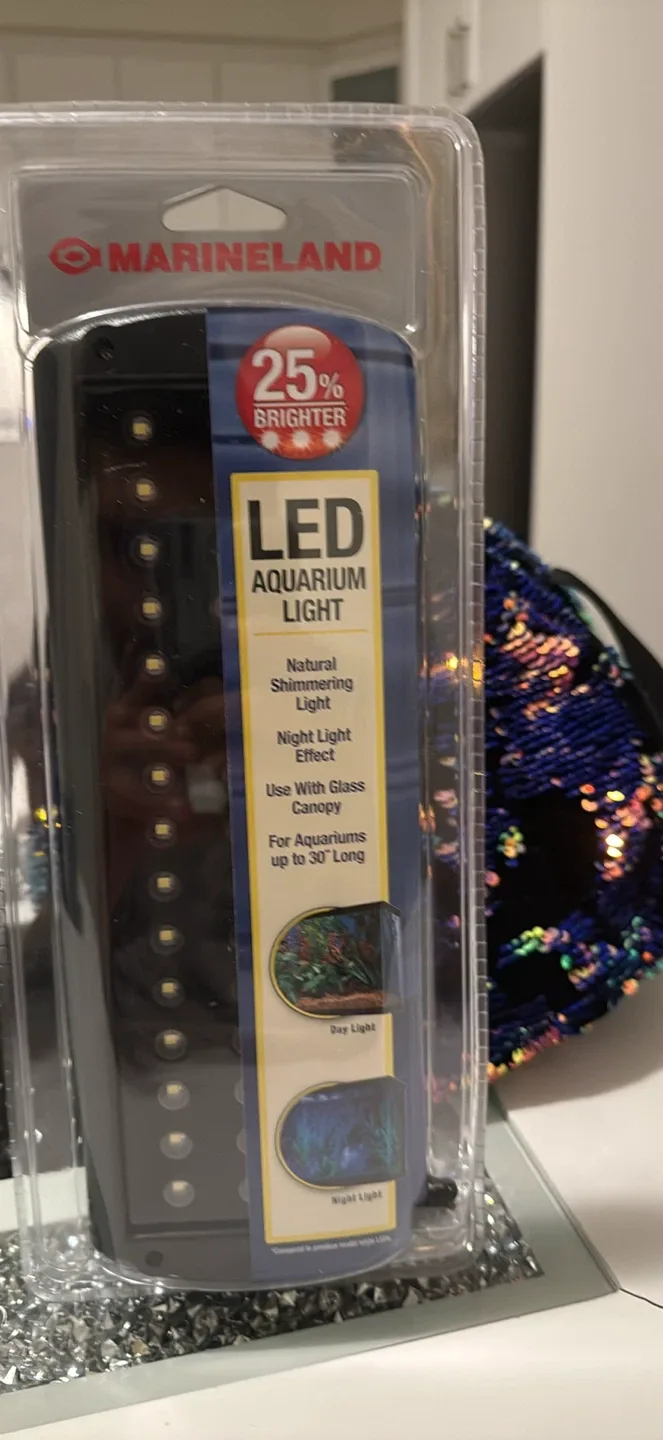 MARINELAND
25%
BRIGHTER*
LED
AQUARIUM
LIGHT
Natural
Shimmering
Light
Night Light
Effect
Use With Glass
Canopy
For Aquariums
up to 30" Long
Day Light
Night Light